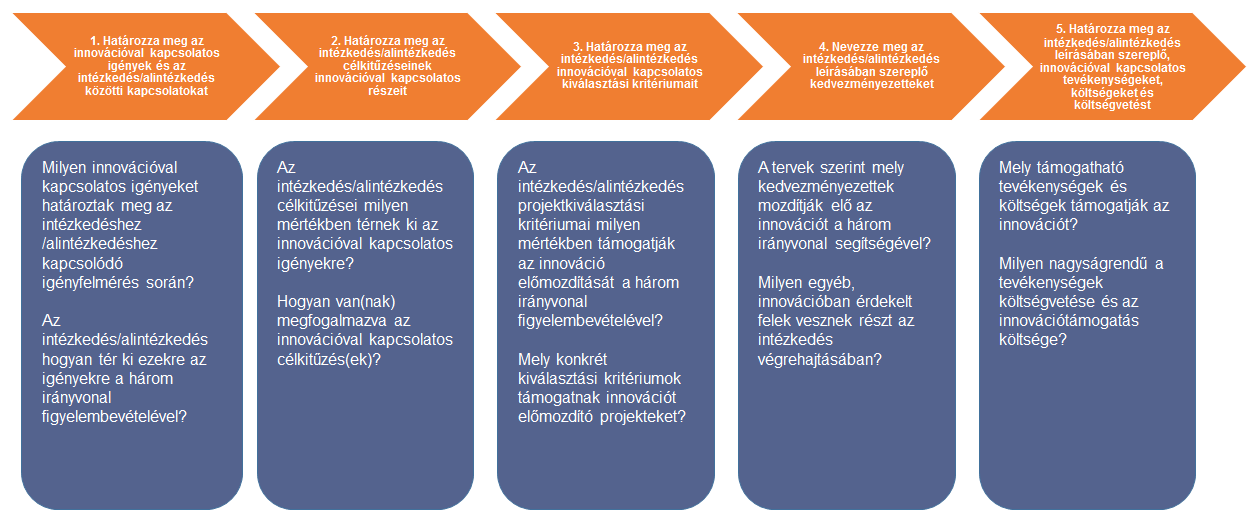 1. Határozza meg az
innovációval kapcsolatos
igények és az
intézkedés/alintézkedés
közötti kapcsolatokat
2. Határozza meg az
intézkedés/alintézkedés
célkitűzéseinek
innovációval kapcsolatos
részeit
3. Határozza meg az
intézkedés/alintézkedés
innovációval kapcsolatos
kiválasztási kritériumait
4. Nevezze meg az
intézkedés/alintézkedés
leírásában szereplő
kedvezményezetteket
5. Határozza meg az
intézkedés/alintézkedés
leírásában szereplő,
innovációval kapcsolatos
tevékenységeket,
költségeket és
költségvetést
Milyen innovációval
kapcsolatos igényeket
határoztak meg az
intézkedéshez
/alintézkedéshez
kapcsolódó
igényfelmérés során?
Az
intézkedés/alintézkedés
hogyan tér ki ezekre az
igényekre a három
irányvonal
figyelembevételével?
Az
intézkedés/alintézkedés
célkitűzései milyen
mértékben térnek ki az
innovációval kapcsolatos
igényekre?
Hogyan van(nak)
megfogalmazva az
innovációval kapcsolatos
célkitűzés(ek)?
Az
intézkedés/alintézkedés
projektkiválasztási
kritériumai milyen
mértékben támogatják
az innováció
előmozdítását a három
irányvonal
figyelembevételével?
Mely konkrét
kiválasztási kritériumok
támogatnak innovációt
előmozdító projekteket?
A tervek szerint mely
kedvezményezettek
mozdítják elő az
innovációt a három
irányvonal segítségével?
Milyen egyéb,
innovációban érdekelt
felek vesznek részt az
intézkedés
végrehajtásában?
Mely támogatható
tevékenységek és
költségek támogatják az
innovációt?
Milyen nagyságrendű a
tevékenységek
költségvetése és az
innovációtámogatás
költsége?